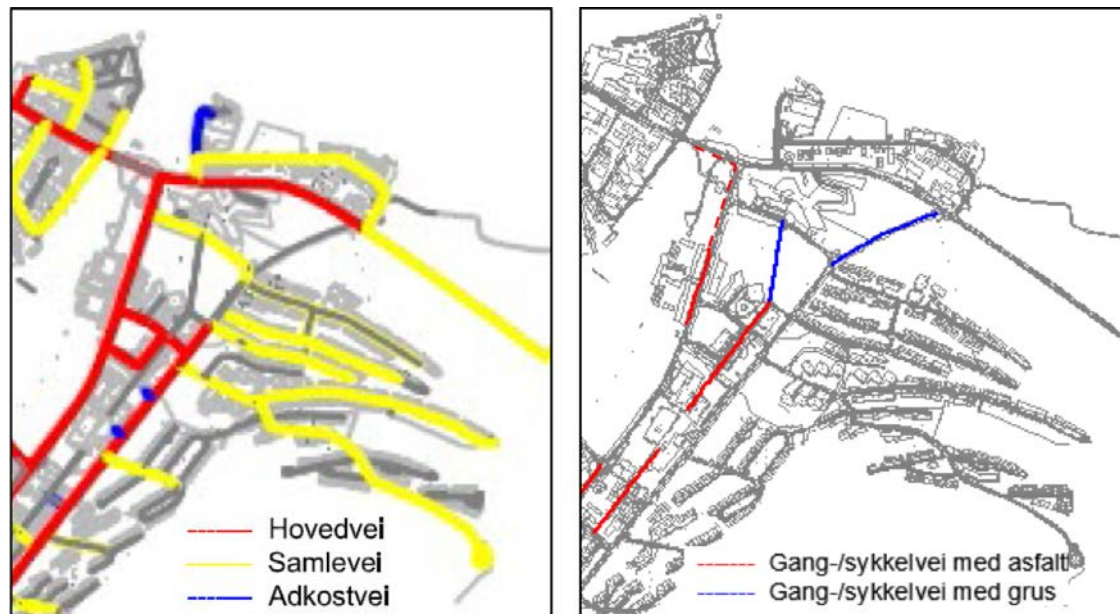 Hovedvei
Samlevei
Adkostvei
Gang-/sykkelvei med asfalt
Gang-/sykkelvei med grus